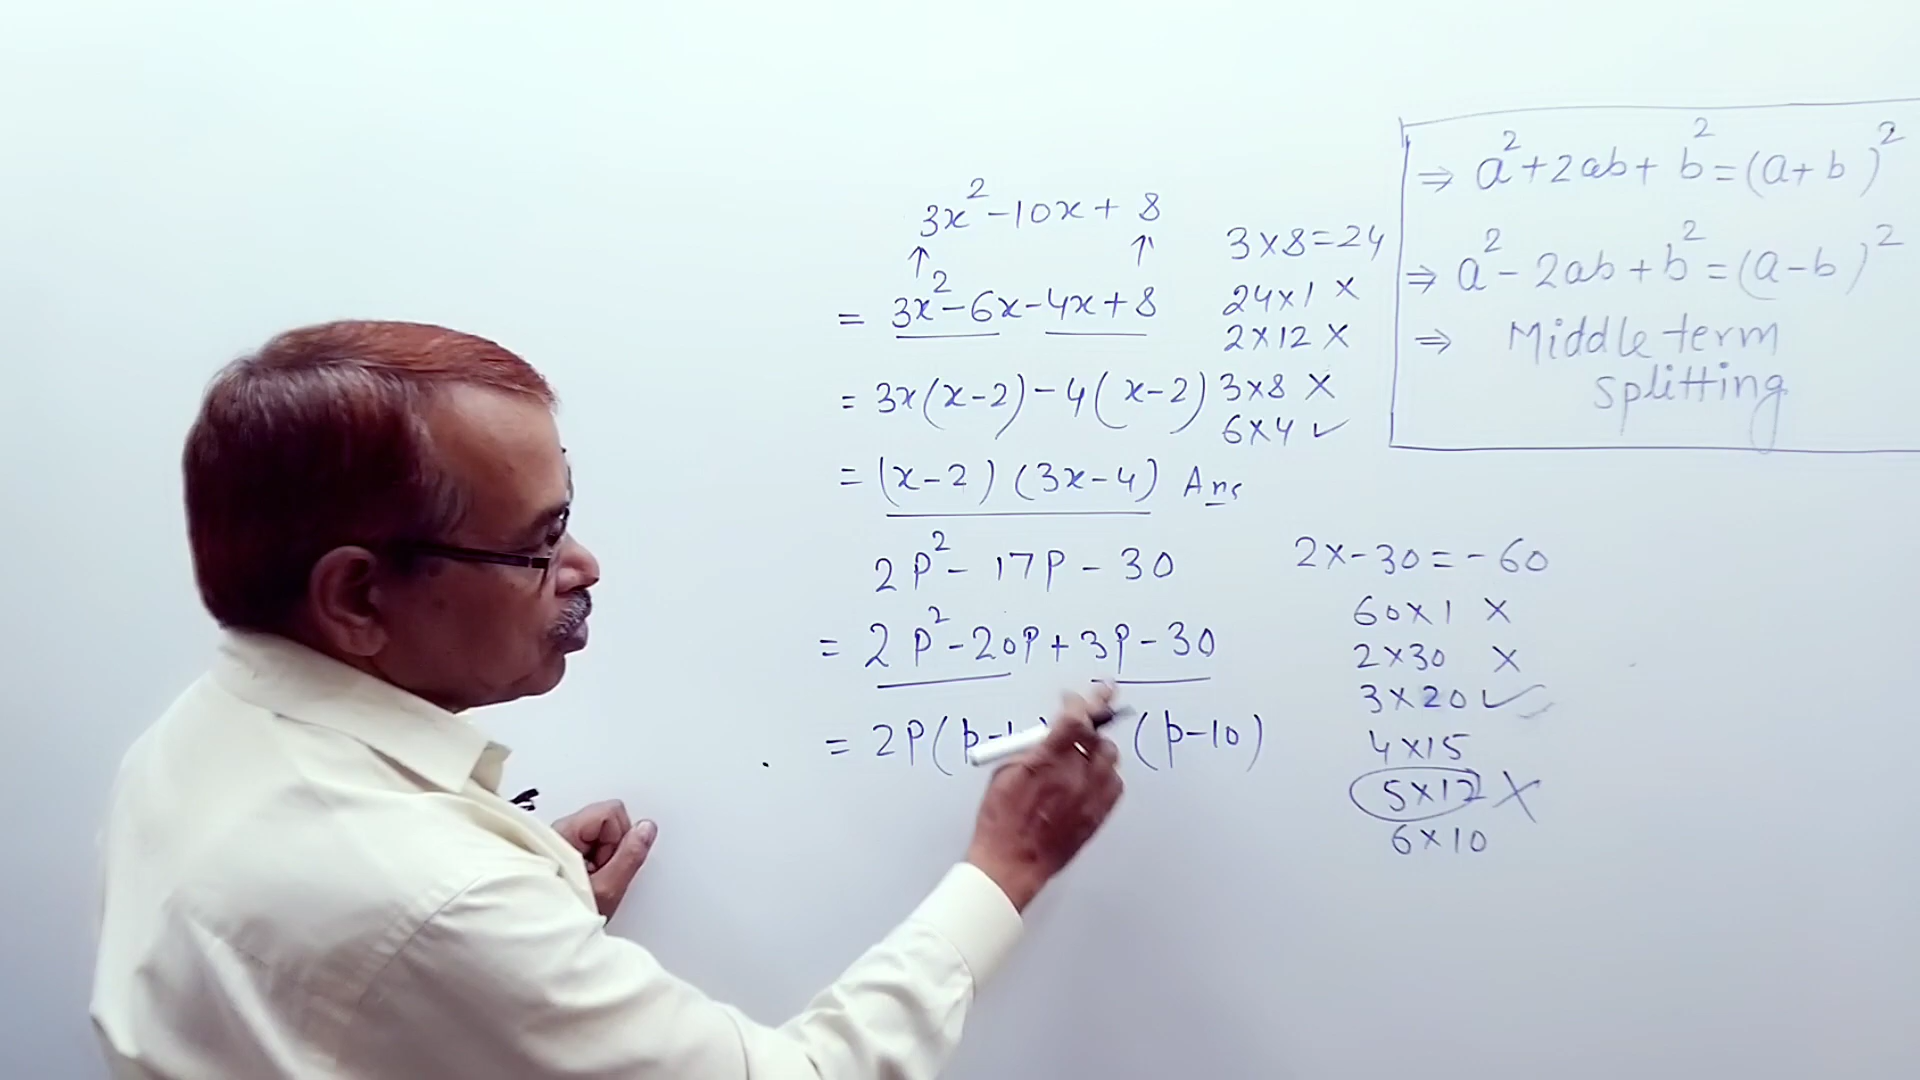 3x²-10x+8
↑ ↑
= 3x²-6x-4x+8
= 3x(x-2)-4(x-2)
= (x-2)(3x-4) Ans
3×8=24
24×1 ×
2×12 ×
3×8 ×
6×4 ✓
⇒ a²+2ab+b²=(a+b)²
⇒ a²-2ab+b²=(a-b)²
⇒ Middle term
splitting
2p²-17p-30
= 2p²-20p+3p-30
= 2p(p-1 (p-10)
2×-30=-60
60×1 ×
2×30 ×
3×20 ✓
4×15
5×12 ×
6×10